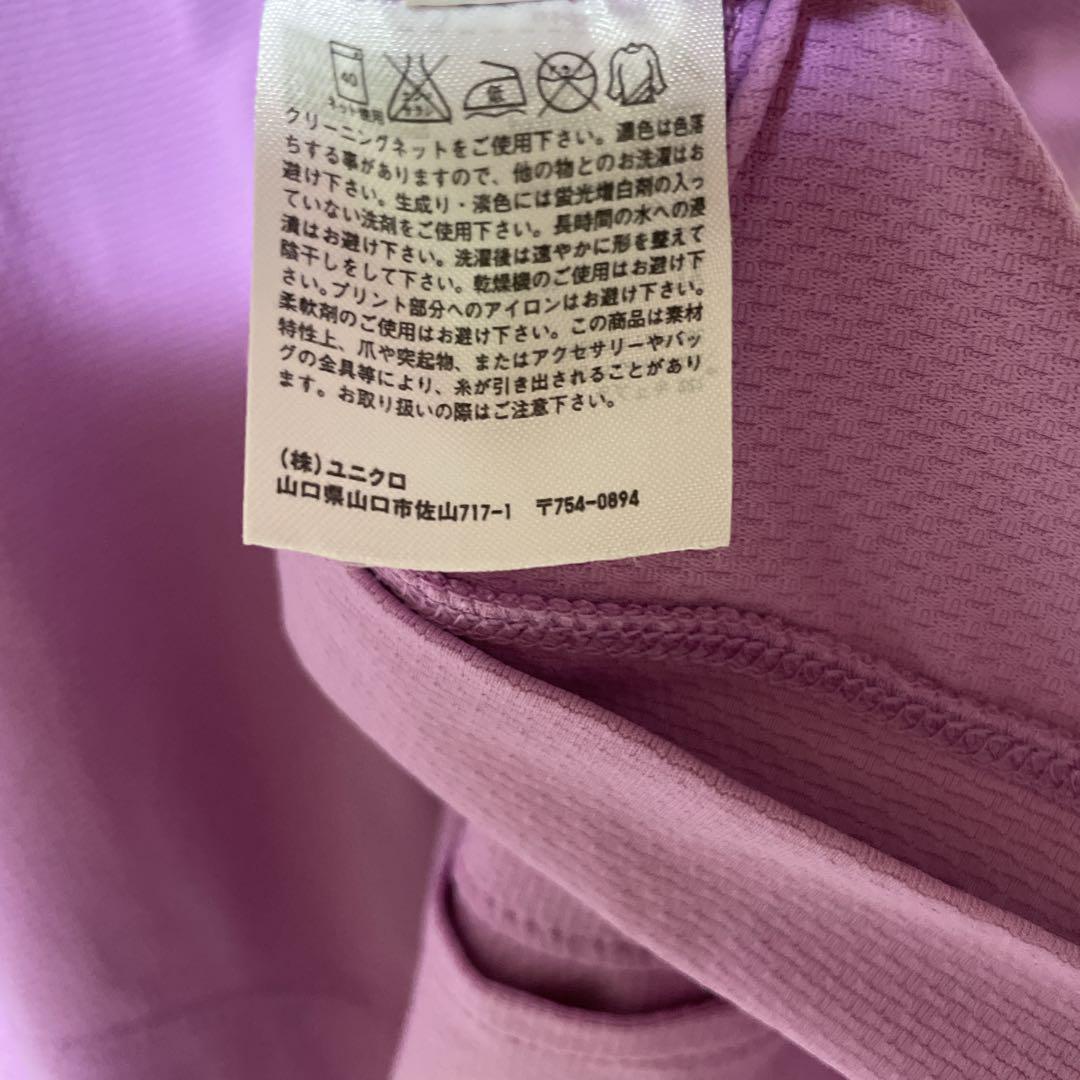 40
ネット使用
エンソ
サラシ
低
ドライ
クリーニングネットをご使用下さい。濃色は色落
ちする事がありますので、他の物とのお洗濯はお
避け下さい。生成り・淡色には蛍光増白剤の入っ
ていない洗剤をご使用下さい。長時間の水への浸
漬はお避け下さい。洗濯後は速やかに形を整えて
陰干しをして下さい。乾燥機のご使用はお避け下
さい。プリント部分へのアイロンはお避け下さい。
柔軟剤のご使用はお避け下さい。この商品は素材
特性上、爪や突起物、またはアクセサリーやバッ
グの金具等により、糸が引き出されることがあり
ます。お取り扱いの際はご注意下さい。
(株)ユニクロ
山口県山口市佐山717-1 〒754-0894